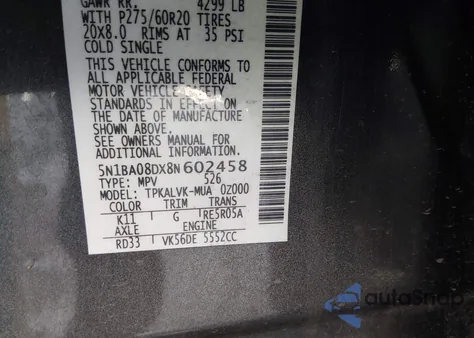 GAWR RR. 4299 LB
WITH P275/60R20 TIRES
20X8.0 RIMS AT 35 PSI
COLD SINGLE
THIS VEHICLE CONFORMS TO
ALL APPLICABLE FEDERAL
MOTOR VEHICLE SAFETY
STANDARDS IN EFFECT ON
THE DATE OF MANUFACTURE
SHOWN ABOVE.
SEE OWNERS MANUAL FOR
ADDITIONAL INFORMATION.
5N1BA08DX8N602458
TYPE: MPV 526
MODEL: TPKALVK-MUA 0Z000
COLOR TRIM TRANS
K11 G RE5R05A
AXLE ENGINE
RD33 VK56DE 5552CC
autoSnap